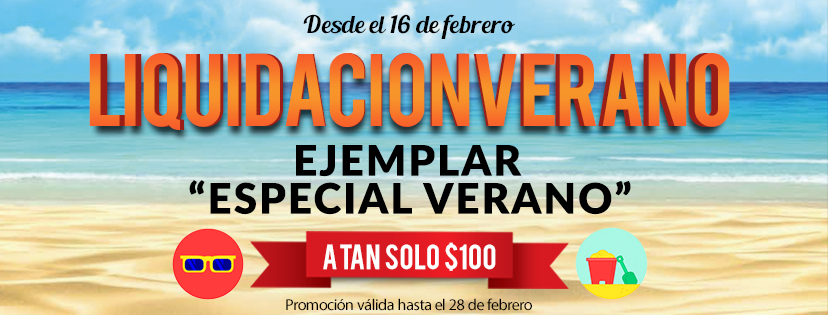 Desde el 16 de febrero
LIQUIDACIONVERANO
EJEMPLAR
“ESPECIAL VERANO”
A TAN SOLO $100
Promoción válida hasta el 28 de febrero